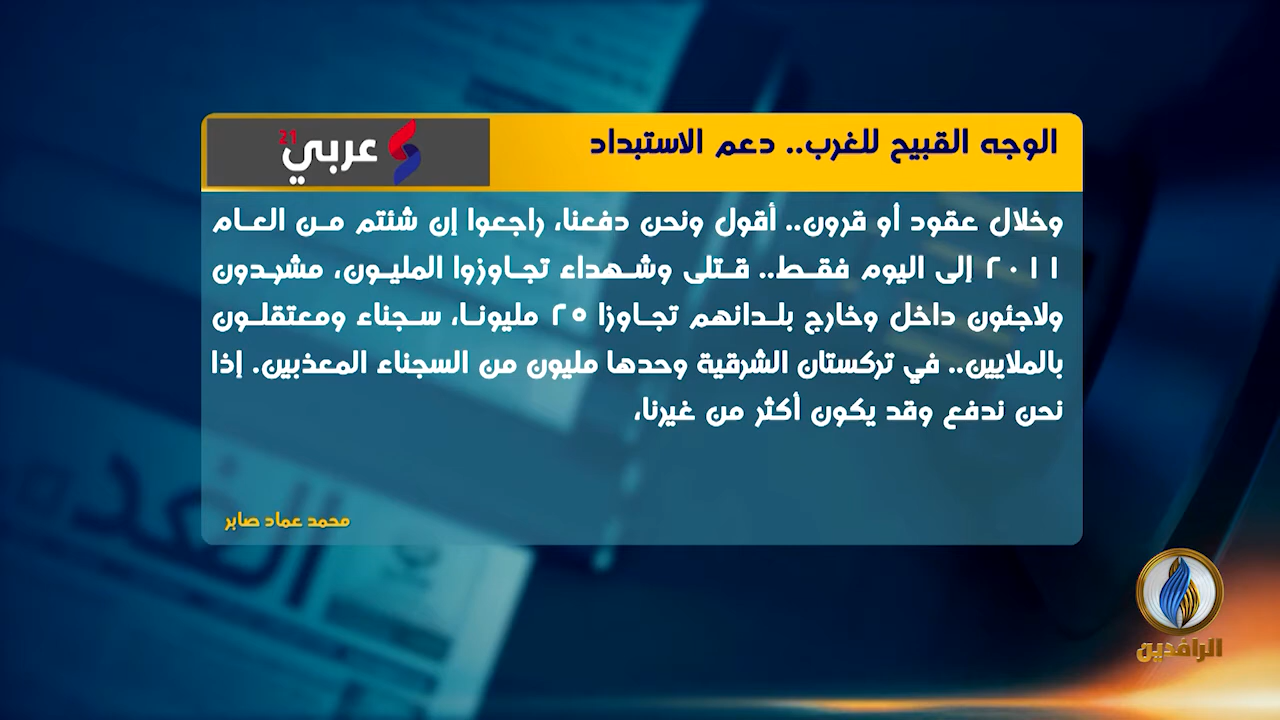 الوجه القبيح للغرب.. دعم الاستبداد
عربي 21
وخلال عقود أو قرون.. أقول ونحن دفعنا، راجعوا إن شئتم من العام
٢٠١١ إلى اليوم فقط.. قتلى وشهداء تجاوزوا المليون، مشردون
ولاجئون داخل وخارج بلدانهم تجاوزا ٢٥ مليونا، سجناء ومعتقلون
بالملايين.. في تركستان الشرقية وحدها مليون من السجناء المعذبين. إذا
نحن ندفع وقد يكون أكثر من غيرنا،
محمد عماد صابر
الرافدين